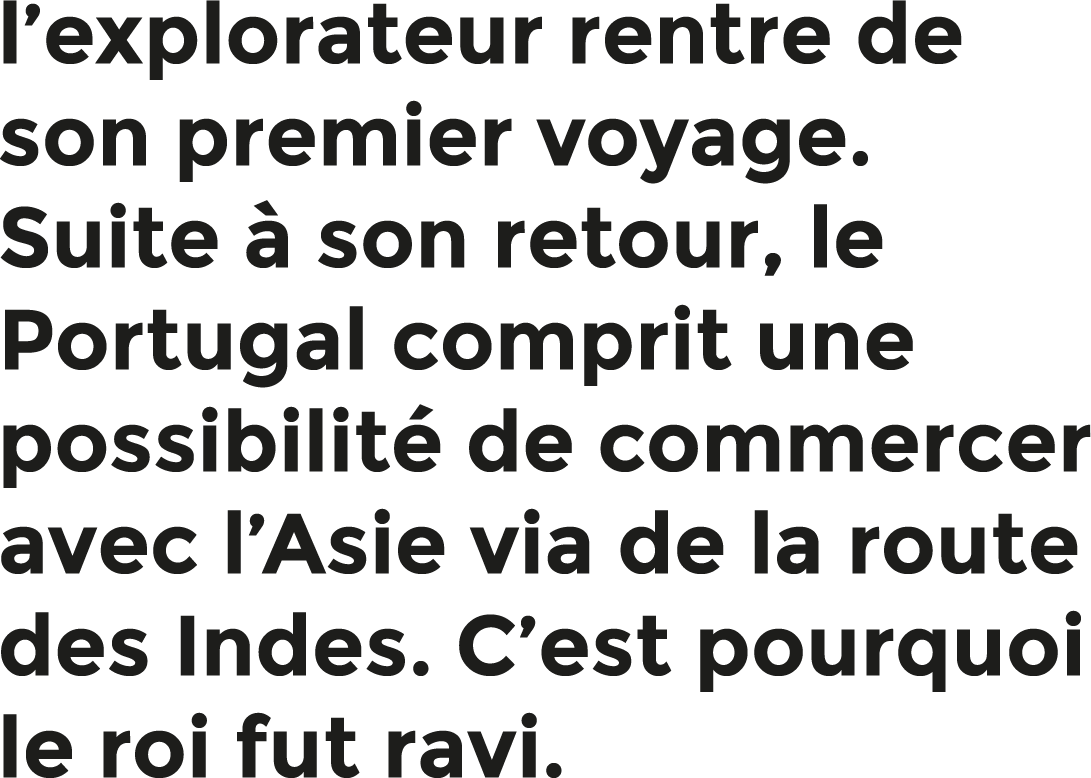 l’explorateur rentre de
son premier voyage.
Suite à son retour, le
Portugal comprit une
possibilité de commercer
avec l’Asie via de la route
des Indes. C’est pourquoi
le roi fut ravi.